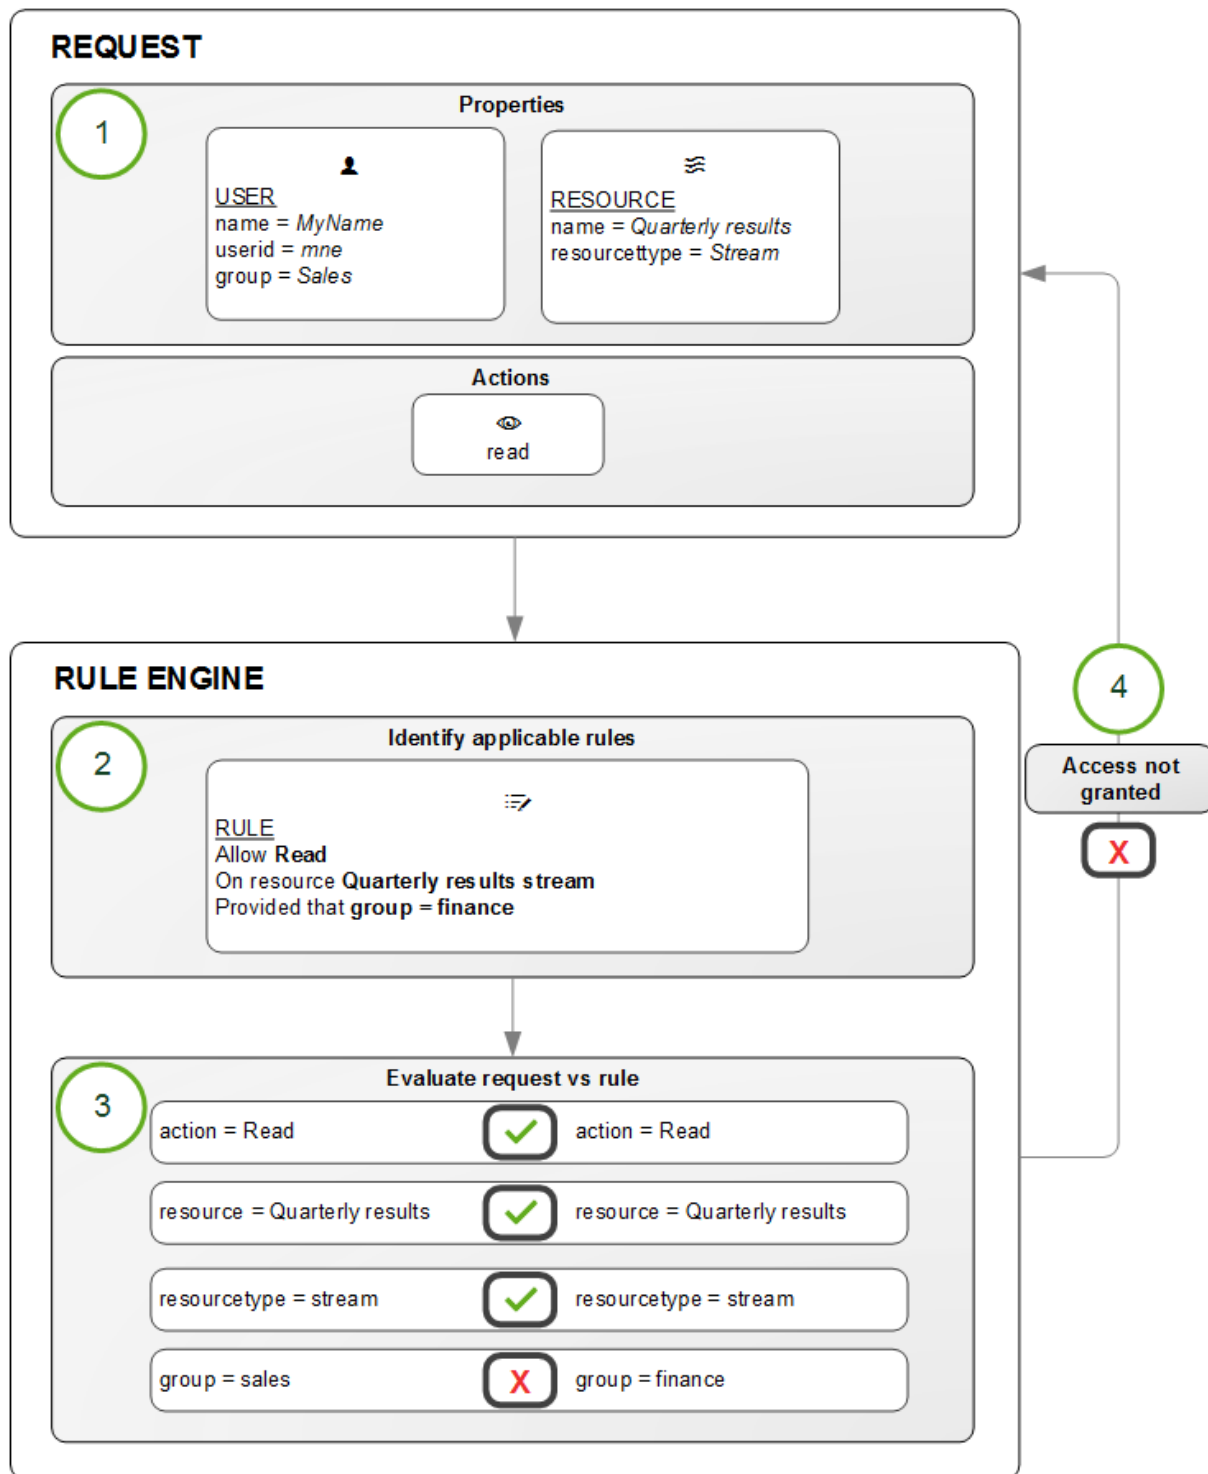 REQUEST
1
Properties
USER
name = MyName
userid = mne
group = Sales
RESOURCE
name = Quarterly results
resourcettype = Stream
Actions
read
RULE ENGINE
2
Identify applicable rules
RULE
Allow Read
On resource Quarterly results stream
Provided that group = finance
3
Evaluate request vs rule
action = Read
action = Read
resource = Quarterly results
resource = Quarterly results
resourcetype = stream
resourcetype = stream
group = sales
X
group = finance
4
Access not
granted
X